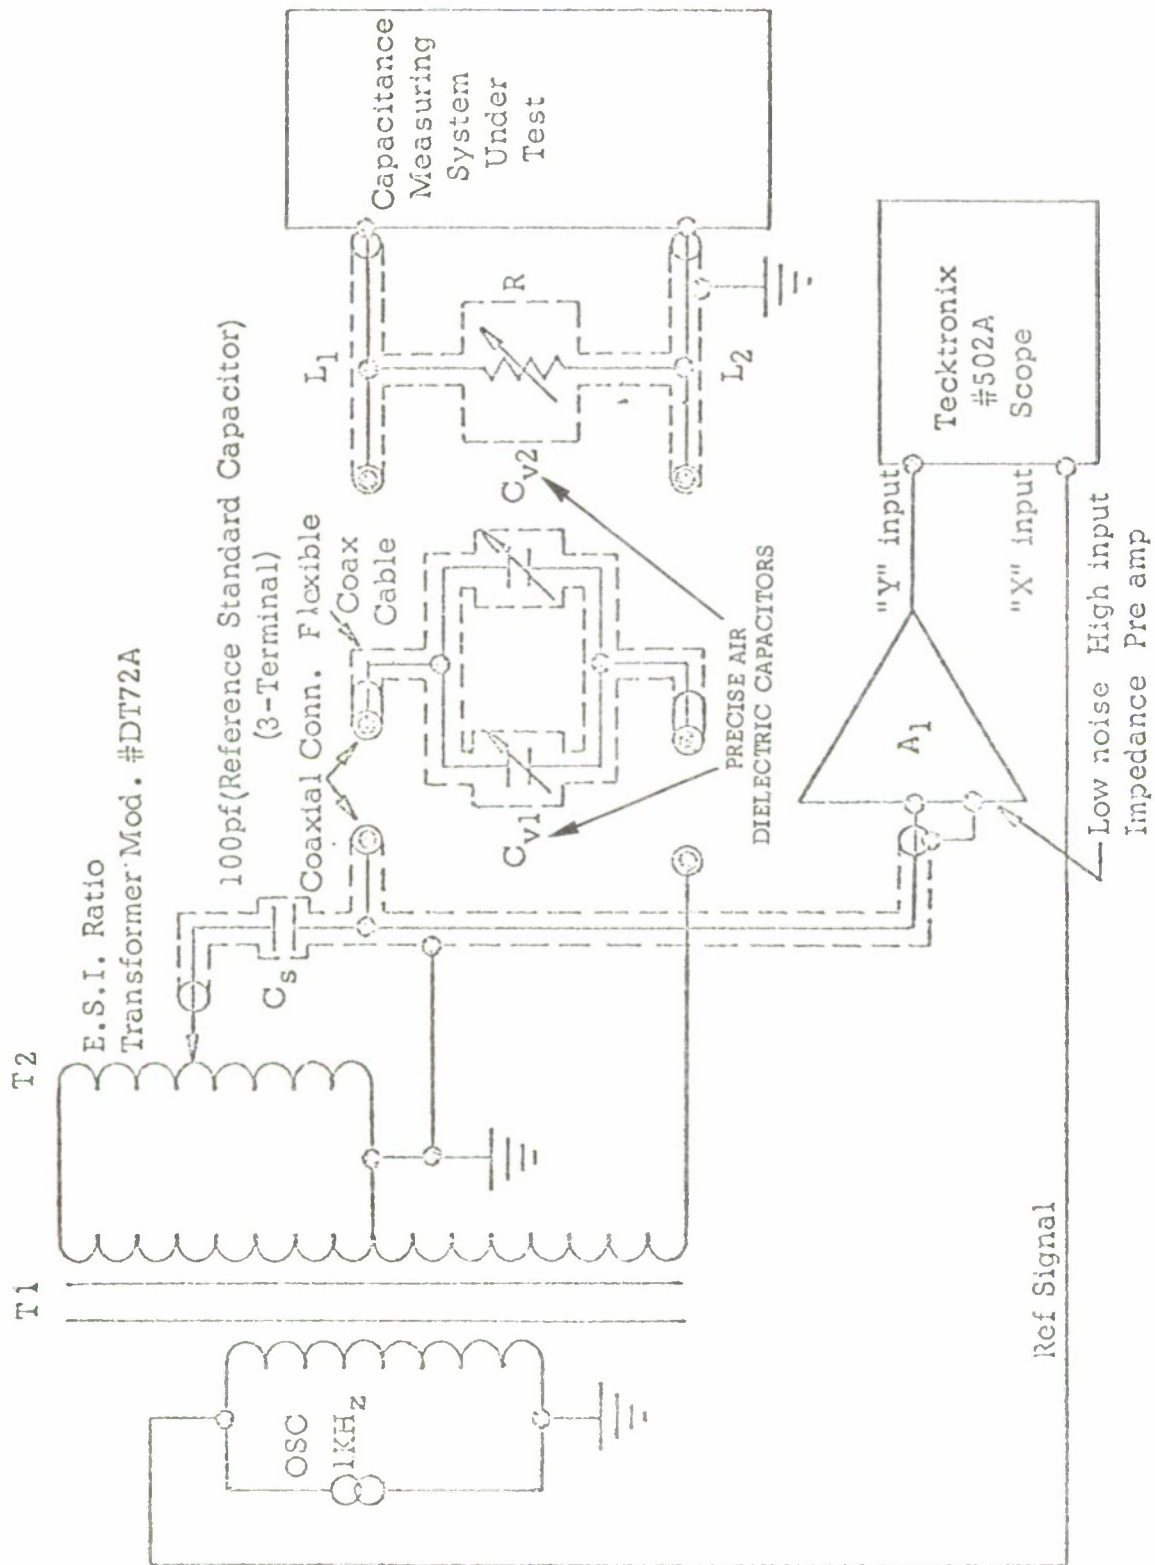 T1
T2
E.S.I. Ratio
Transformer Mod. #DT72A
100pf(Reference Standard Capacitor)
(3-Terminal)
Coaxial Conn.
Flexible
Coax
Cable
Cs
L1
Capacitance
Measuring
System
Under
Test
R
Cv1
Cv2
L2
PRECISE AIR
DIELECTRIC CAPACITORS
OSC
1KHz
Ref Signal
A1
"Y" input
"X" input
Tecktronix
#502A
Scope
Low noise High input
Impedance Pre amp